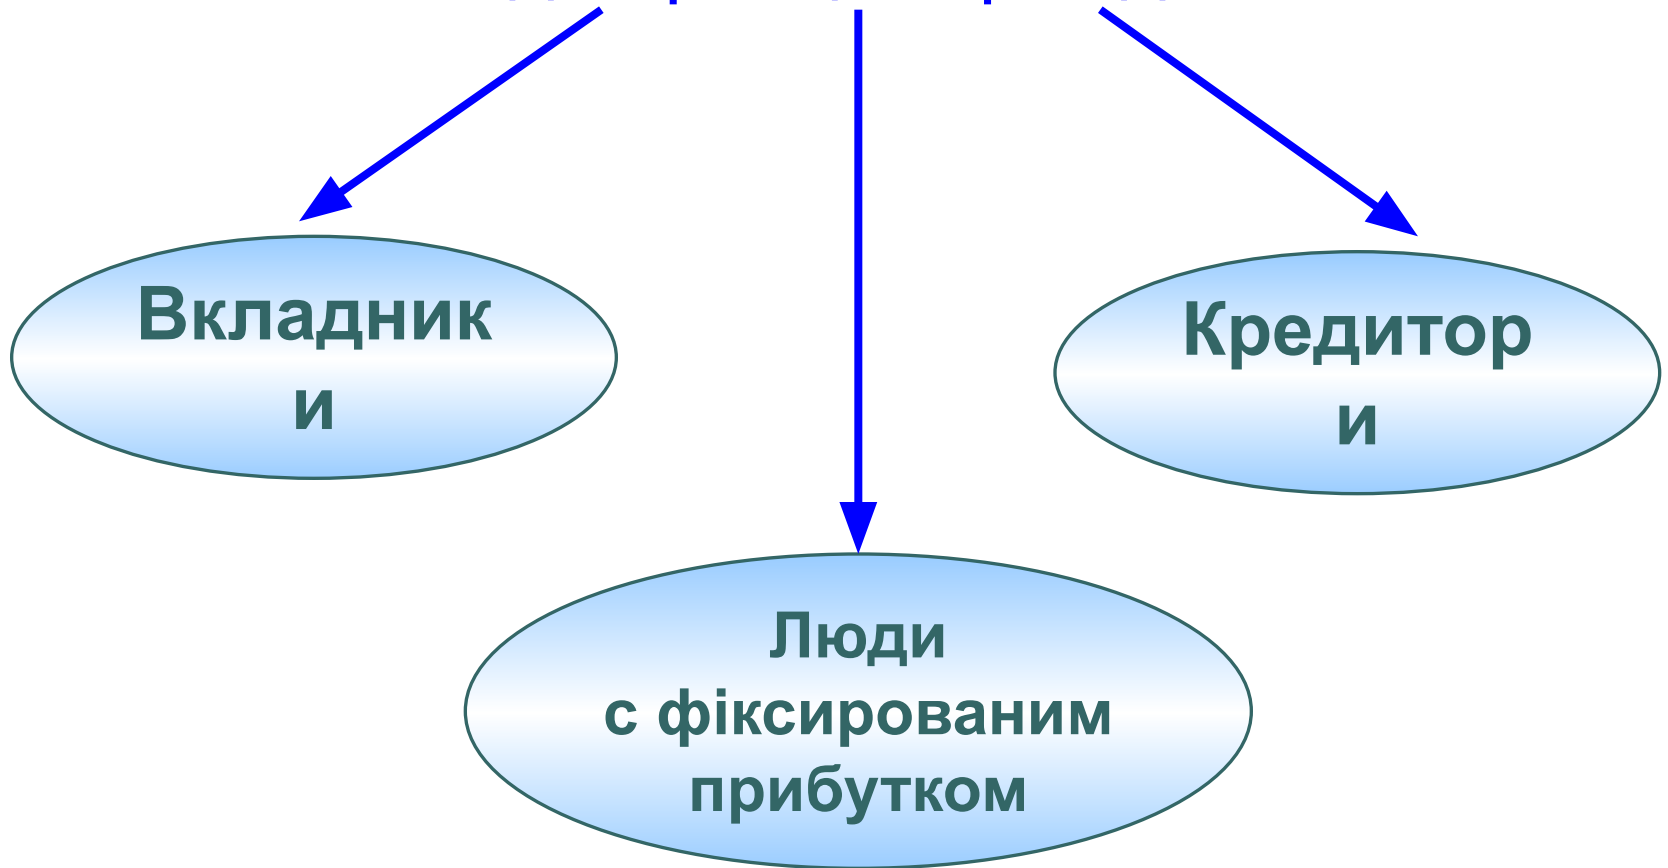 Вкладник
и
Кредитор
и
Люди
с фіксированим
прибутком